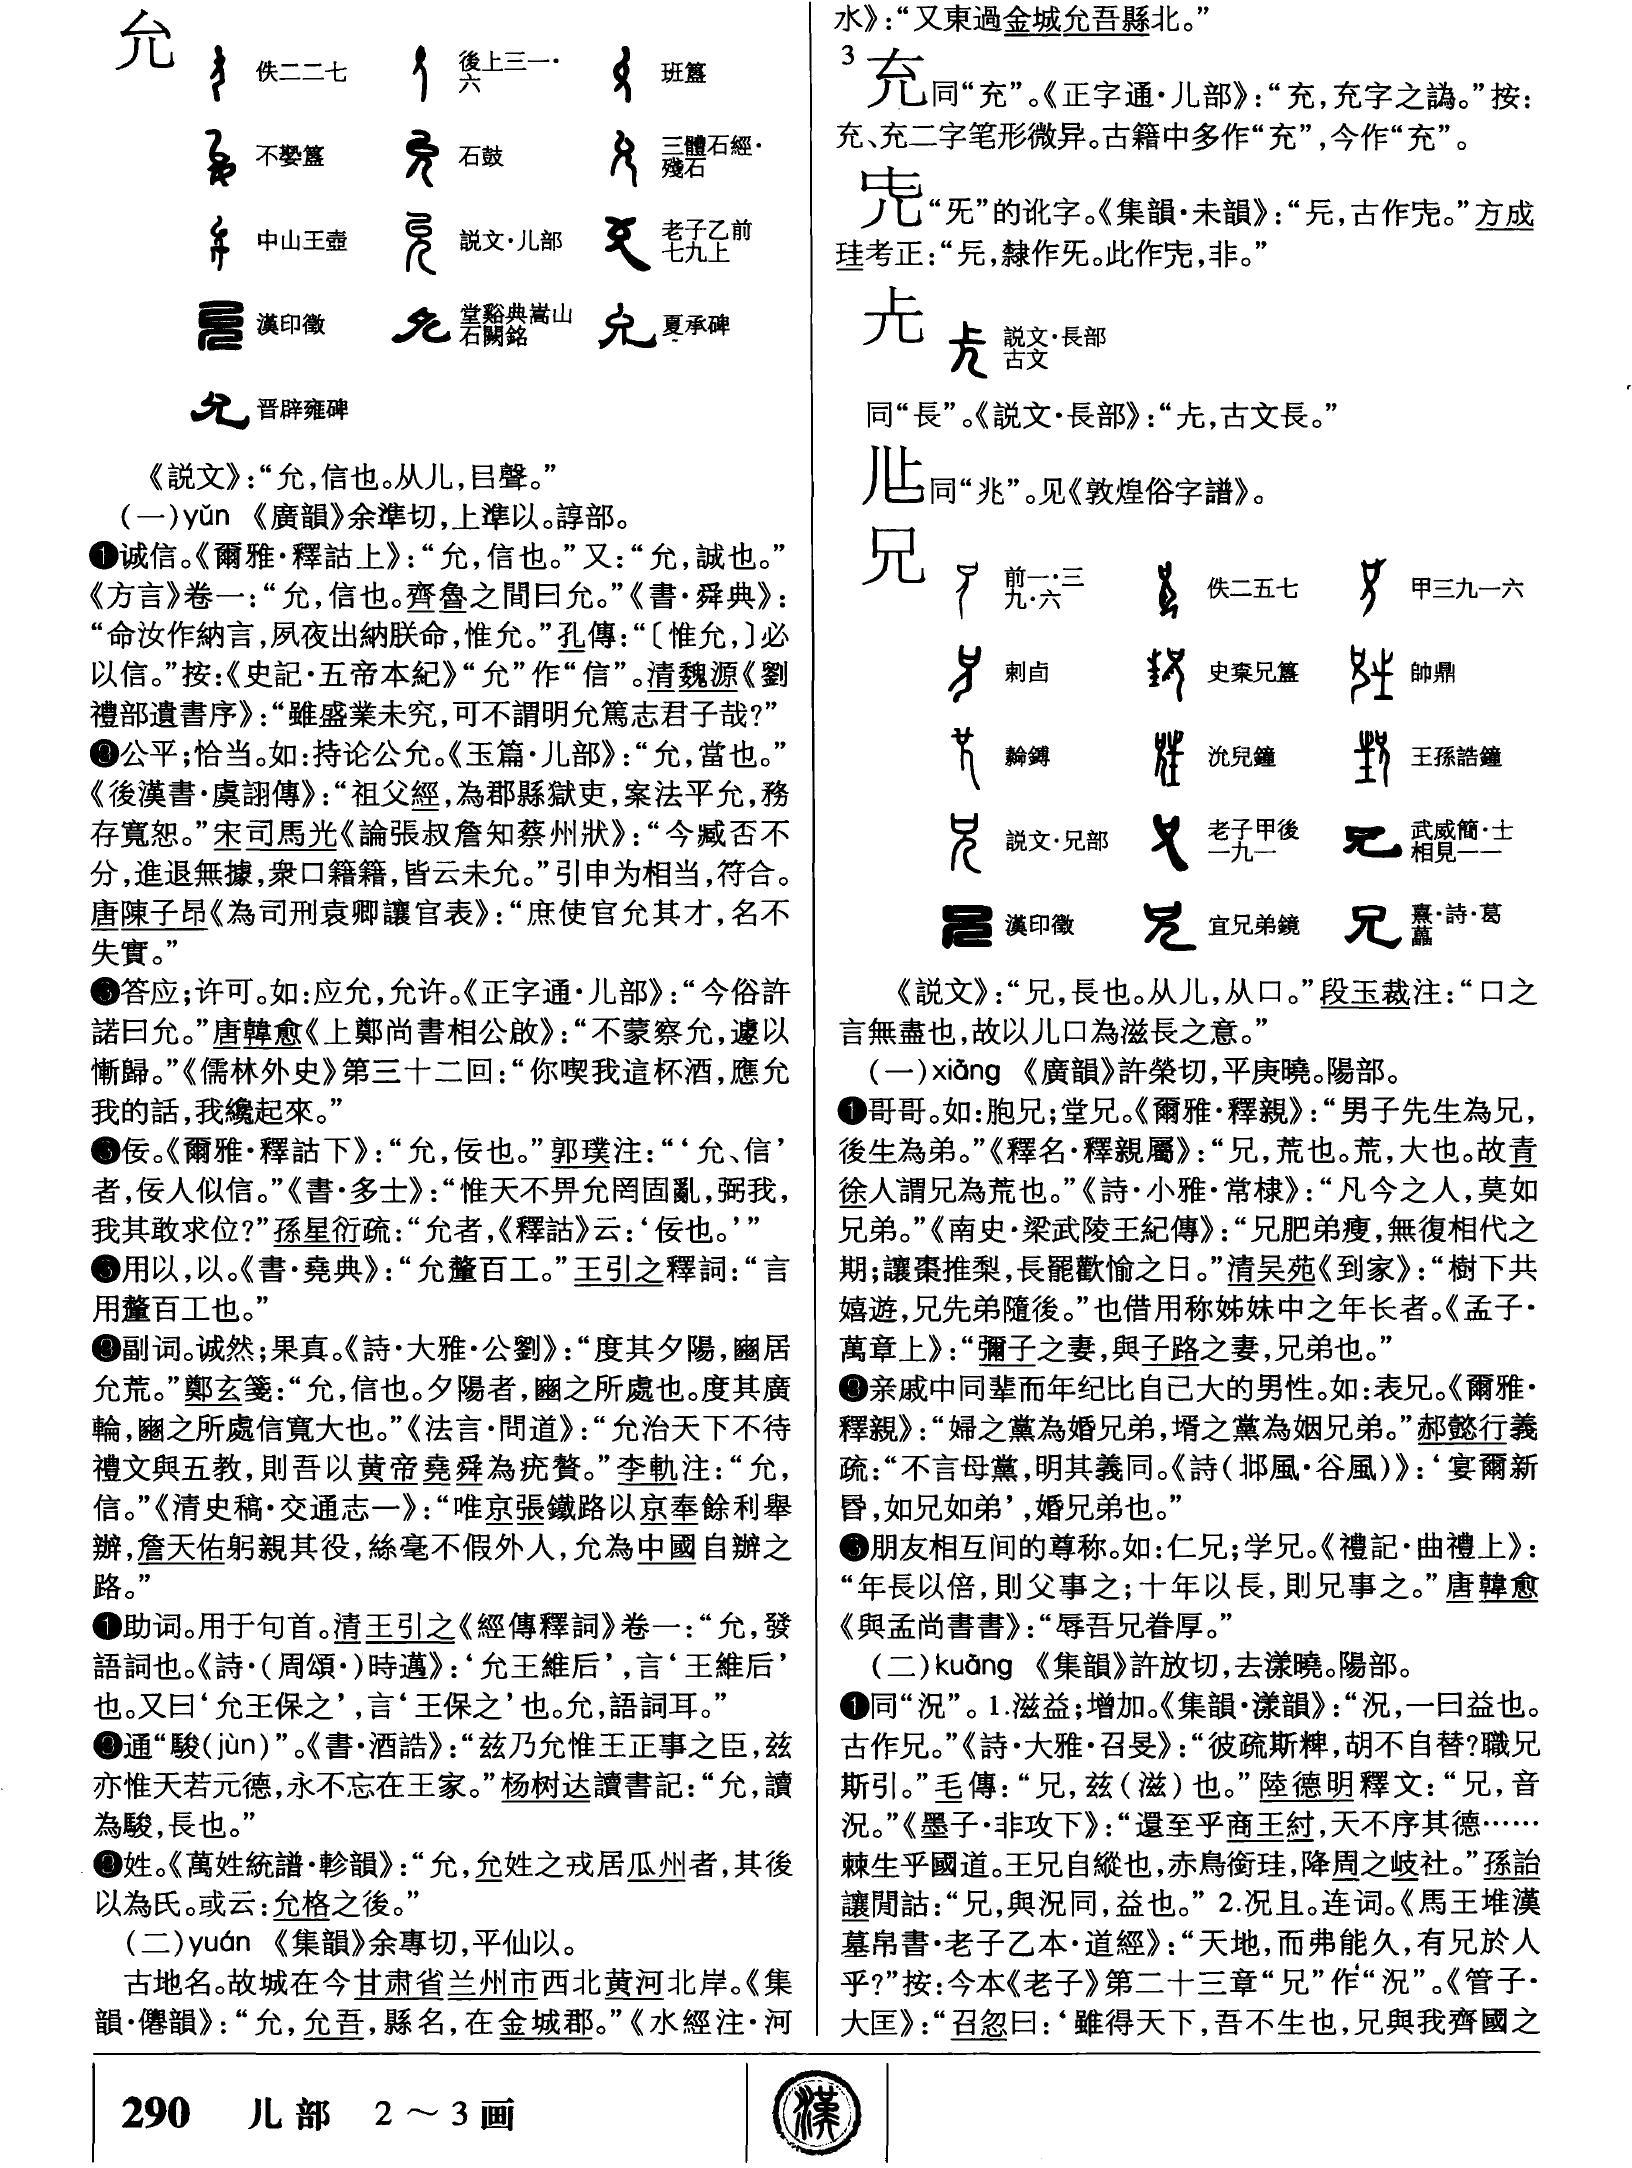 允
佚二二七
後上三一·六
班簋
不𡢁簋
石鼓
三體石經·殘石
中山王壺
説文·儿部
老子乙前七九上
漢印徵
堂谿典嵩山石闕銘
夏承碑
晋辟雍碑
《説文》：“允，信也。从儿，㠯聲。”
(一)yǔn 《廣韻》余準切，上準以。諄部。
❶诚信。《爾雅·釋詁上》：“允，信也。”又：“允，誠也。”
《方言》卷一：“允，信也。齊魯之間曰允。”《書·舜典》：
“命汝作納言，夙夜出納朕命，惟允。”孔傳：“〔惟允，〕必
以信。”按：《史記·五帝本紀》“允”作“信”。清魏源《劉
禮部遺書序》：“雖盛業未究，可不謂明允篤志君子哉？”
❷公平；恰当。如：持论公允。《玉篇·儿部》：“允，當也。”
《後漢書·虞詡傳》：“祖父經，為郡縣獄吏，案法平允，務
存寬恕。”宋司馬光《論張叔詹知蔡州狀》：“今臧否不
分，進退無據，衆口籍籍，皆云未允。”引申为相当，符合。
唐陳子昂《為司刑袁卿讓官表》：“庶使官允其才，名不
失實。”
❸答应；许可。如：应允，允许。《正字通·儿部》：“今俗許
諾曰允。”唐韓愈《上鄭尚書相公啟》：“不蒙察允，遽以
慚歸。”《儒林外史》第三十二回：“你喫我這杯酒，應允
我的話，我纔起來。”
❹佞。《爾雅·釋詁下》：“允，佞也。”郭璞注：“‘允、信’
者，佞人似信。”《書·多士》：“惟天不畀允罔固亂，弼我，
我其敢求位？”孫星衍疏：“允者，《釋詁》云：‘佞也。’”
❺用以，以。《書·堯典》：“允釐百工。”王引之釋詞：“言
用釐百工也。”
❻副词。诚然；果真。《詩·大雅·公劉》：“度其夕陽，豳居
允荒。”鄭玄箋：“允，信也。夕陽者，豳之所處也。度其廣
輪，豳之所處信寬大也。”《法言·問道》：“允治天下不待
禮文與五教，則吾以黄帝堯舜為疣贅。”李軌注：“允，
信。”《清史稿·交通志一》：“唯京張鐵路以京奉餘利舉
辦，詹天佑躬親其役，絲毫不假外人，允為中國自辦之
路。”
❼助词。用于句首。清王引之《經傳釋詞》卷一：“允，發
語詞也。《詩·(周頌·)時邁》：‘允王維后’，言‘王維后’
也。又曰‘允王保之’，言‘王保之’也。允，語詞耳。”
❽通“駿(jùn)”。《書·酒誥》：“兹乃允惟王正事之臣，兹
亦惟天若元德，永不忘在王家。”杨树达讀書記：“允，讀
為駿，長也。”
❾姓。《萬姓統譜·軫韻》：“允，允姓之戎居瓜州者，其後
以為氏。或云：允格之後。”
(二)yuán 《集韻》余專切，平仙以。
古地名。故城在今甘肃省兰州市西北黄河北岸。《集
韻·僊韻》：“允，允吾，縣名，在金城郡。”《水經注·河
水》：“又東過金城允吾縣北。”
3
充同“充”。《正字通·儿部》：“充，充字之譌。”按：
充、充二字笔形微异。古籍中多作“充”，今作“充”。
“旡”的讹字。《集韻·未韻》：“旡，古作。”方成
珪考正：“旡，隸作旡。此作，非。”
𠑷
説文·長部古文
同“長”。《説文·長部》：“𠑷，古文長。”
同“兆”。见《敦煌俗字譜》。
兄
前一·三九·六
佚二五七
甲三九一六
剌卣
史𡩜兄簋
帥鼎
𦅫鎛
沇兒鐘
王孫誥鐘
説文·兄部
老子甲後一九一
武威簡·士相見一一
漢印徵
宜兄弟鏡
熹·詩·葛藟
《説文》：“兄，長也。从儿，从口。”段玉裁注：“口之
言無盡也，故以儿口為滋長之意。”
(一)xiōng 《廣韻》許榮切，平庚曉。陽部。
❶哥哥。如：胞兄；堂兄。《爾雅·釋親》：“男子先生為兄，
後生為弟。”《釋名·釋親屬》：“兄，荒也。荒，大也。故青
徐人謂兄為荒也。”《詩·小雅·常棣》：“凡今之人，莫如
兄弟。”《南史·梁武陵王紀傳》：“兄肥弟瘦，無復相代之
期；讓棗推梨，長罷歡愉之日。”清吴苑《到家》：“樹下共
嬉遊，兄先弟隨後。”也借用称姊妹中之年长者。《孟子·
萬章上》：“彌子之妻，與子路之妻，兄弟也。”
❷亲戚中同辈而年纪比自己大的男性。如：表兄。《爾雅·
釋親》：“婦之黨為婚兄弟，壻之黨為姻兄弟。”郝懿行義
疏：“不言母黨，明其義同。《詩(邶風·谷風)》：‘宴爾新
昏，如兄如弟’，婚兄弟也。”
❸朋友相互间的尊称。如：仁兄；学兄。《禮記·曲禮上》：
“年長以倍，則父事之；十年以長，則兄事之。”唐韓愈
《與孟尚書書》：“辱吾兄眷厚。”
(二)kuàng 《集韻》許放切，去漾曉。陽部。
❶同“況”。1.滋益；增加。《集韻·漾韻》：“況，一曰益也。
古作兄。”《詩·大雅·召旻》：“彼疏斯粺，胡不自替？職兄
斯引。”毛傳：“兄，兹(滋)也。”陸德明釋文：“兄，音
況。”《墨子·非攻下》：“還至乎商王紂，天不序其德……
棘生乎國道。王兄自縱也，赤鳥銜珪，降周之岐社。”孫詒
讓閒詁：“兄，與況同，益也。” 2.况且。连词。《馬王堆漢
墓帛書·老子乙本·道經》：“天地，而弗能久，有兄於人
乎？”按：今本《老子》第二十三章“兄”作“況”。《管子·
大匡》：“召忽曰：‘雖得天下，吾不生也，兄與我齊國之
290 儿部 2～3画
漢